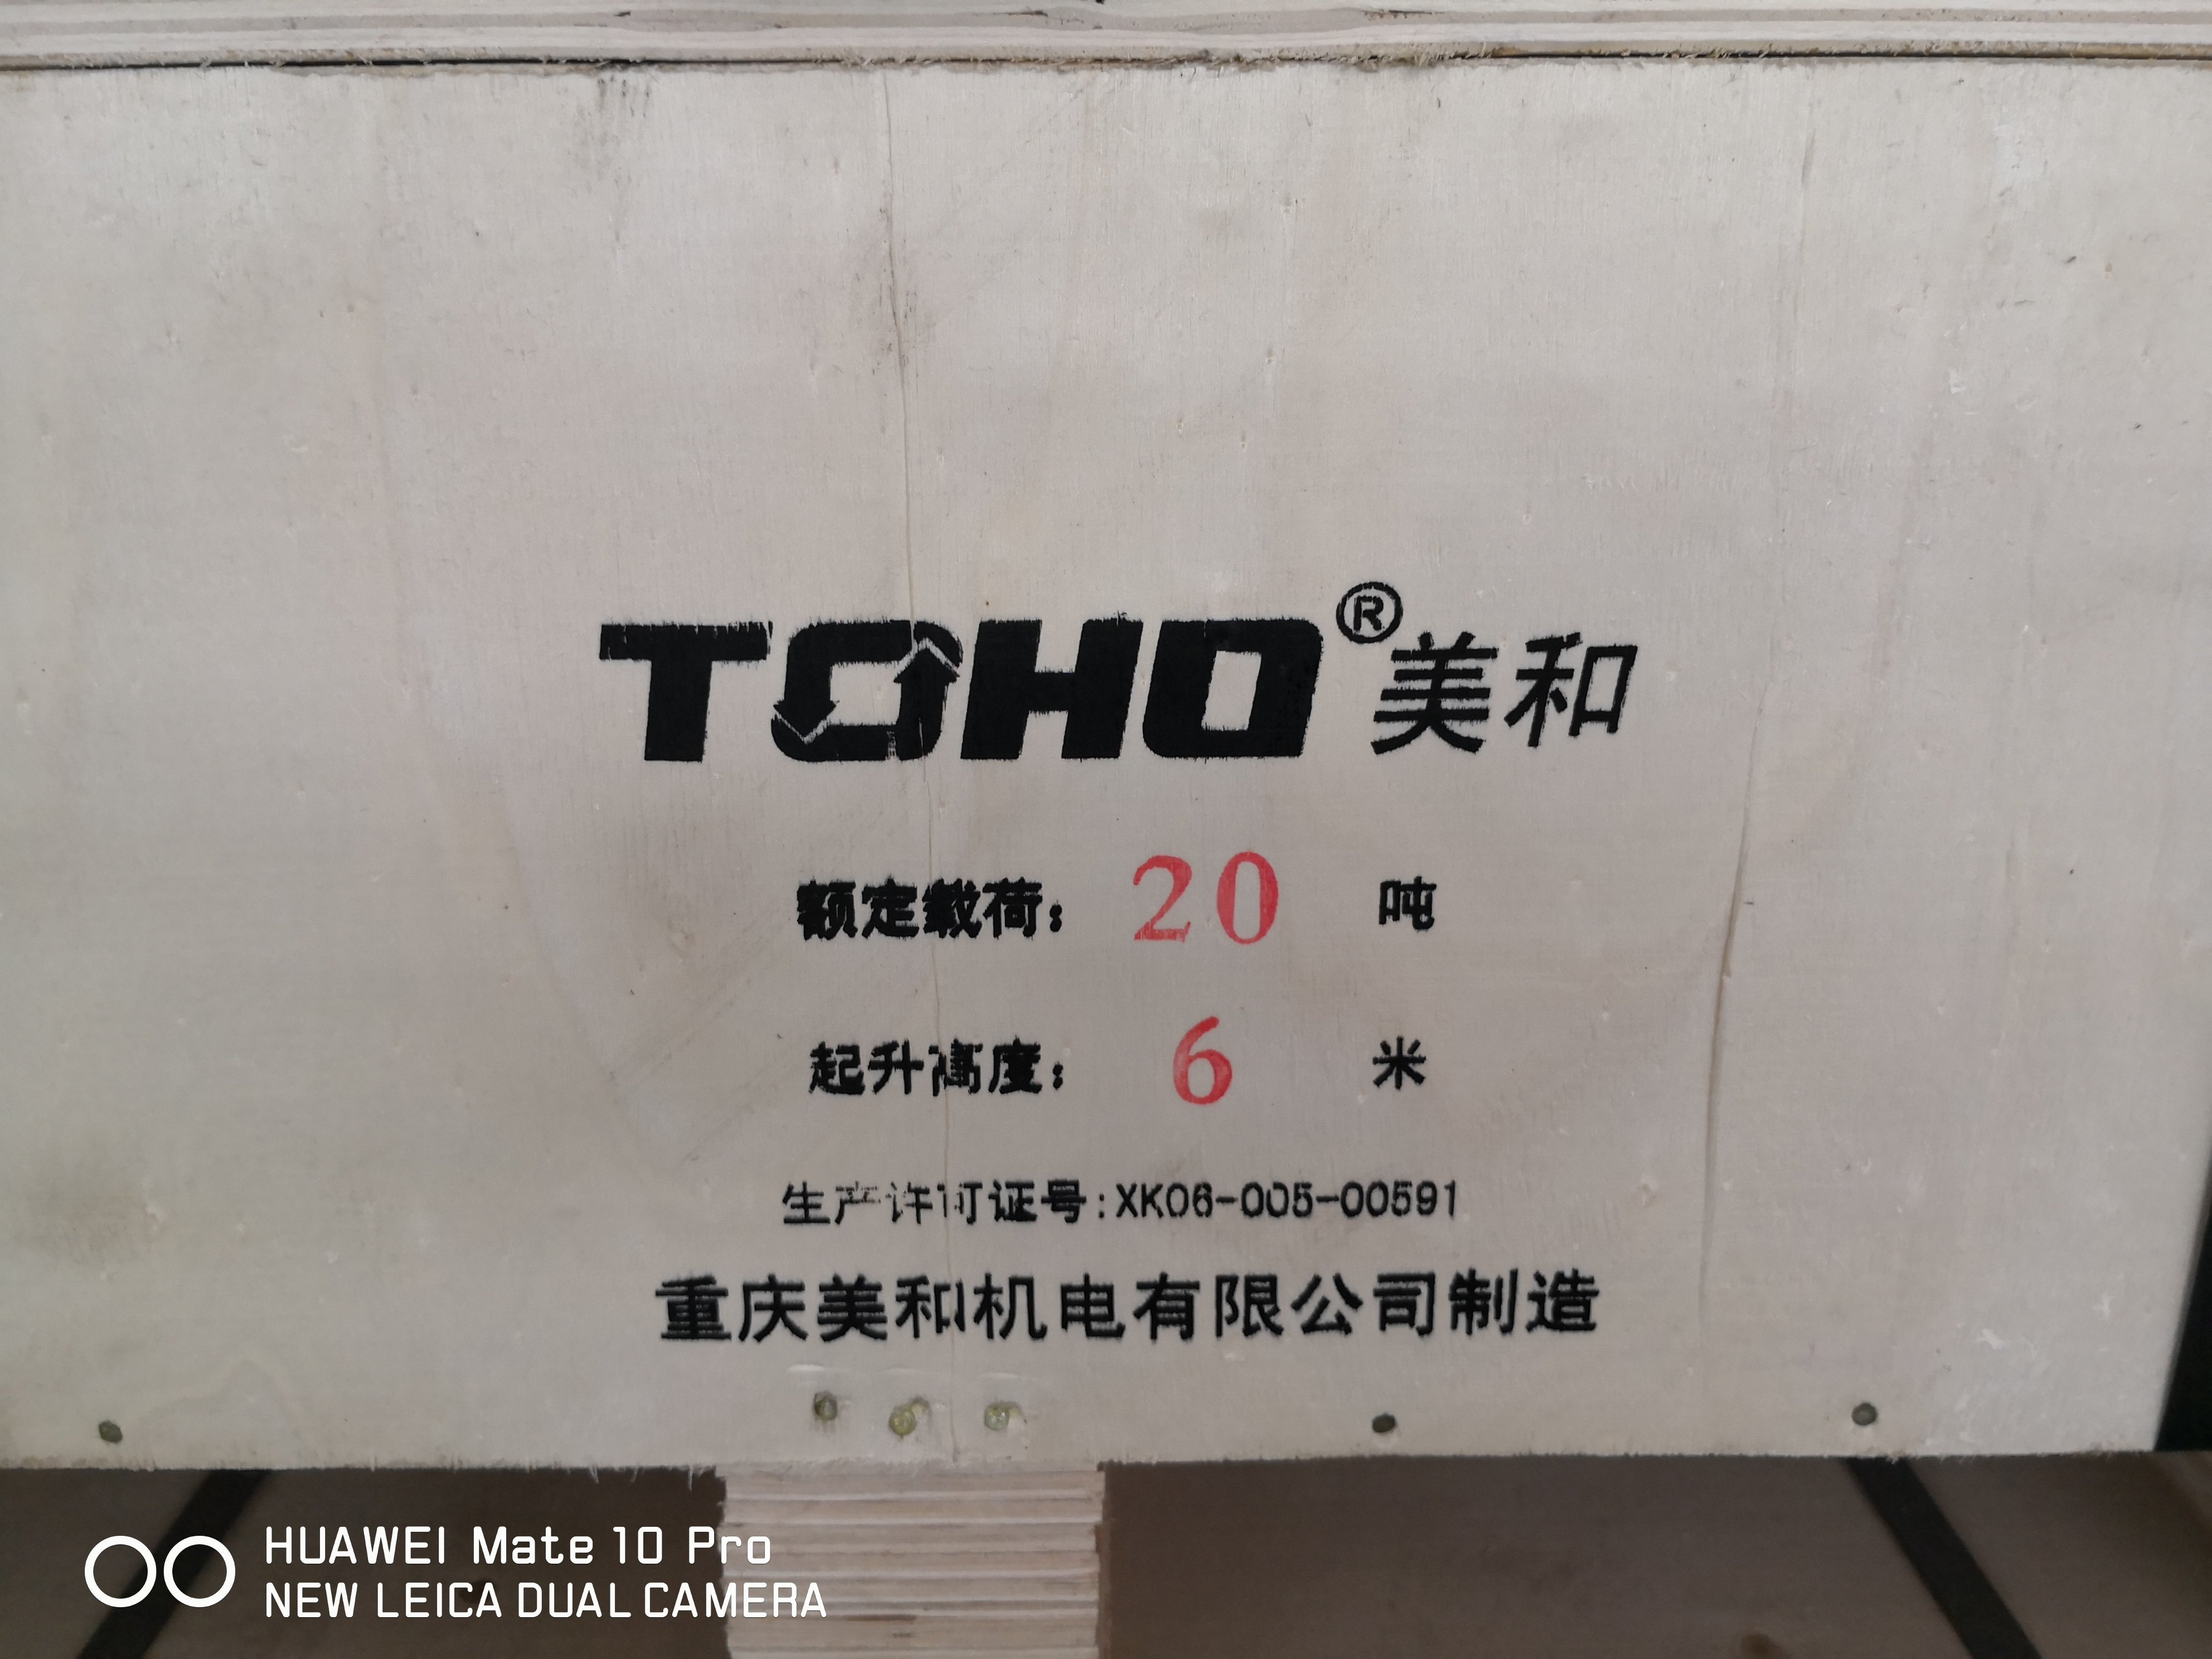 TOHO® 美和
额定载荷: 20 吨
起升高度: 6 米
生产许可证号:XK06-005-00591
重庆美和机电有限公司制造
HUAWEI Mate 10 Pro
NEW LEICA DUAL CAMERA